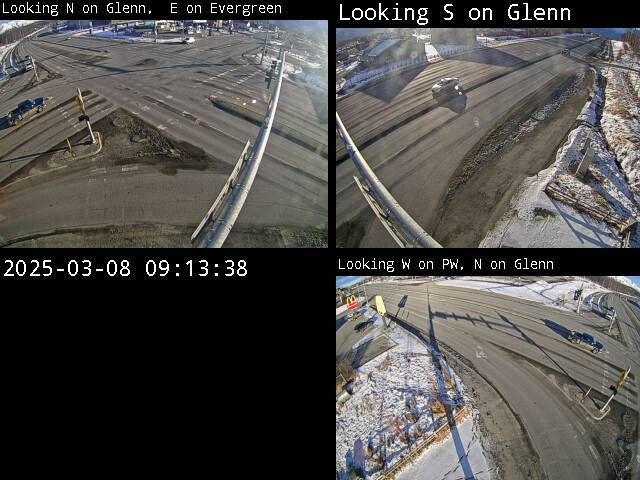 Looking N on Glenn,  E on Evergreen
Looking S on Glenn
2025-03-08 09:13:38
Looking W on PW, N on Glenn